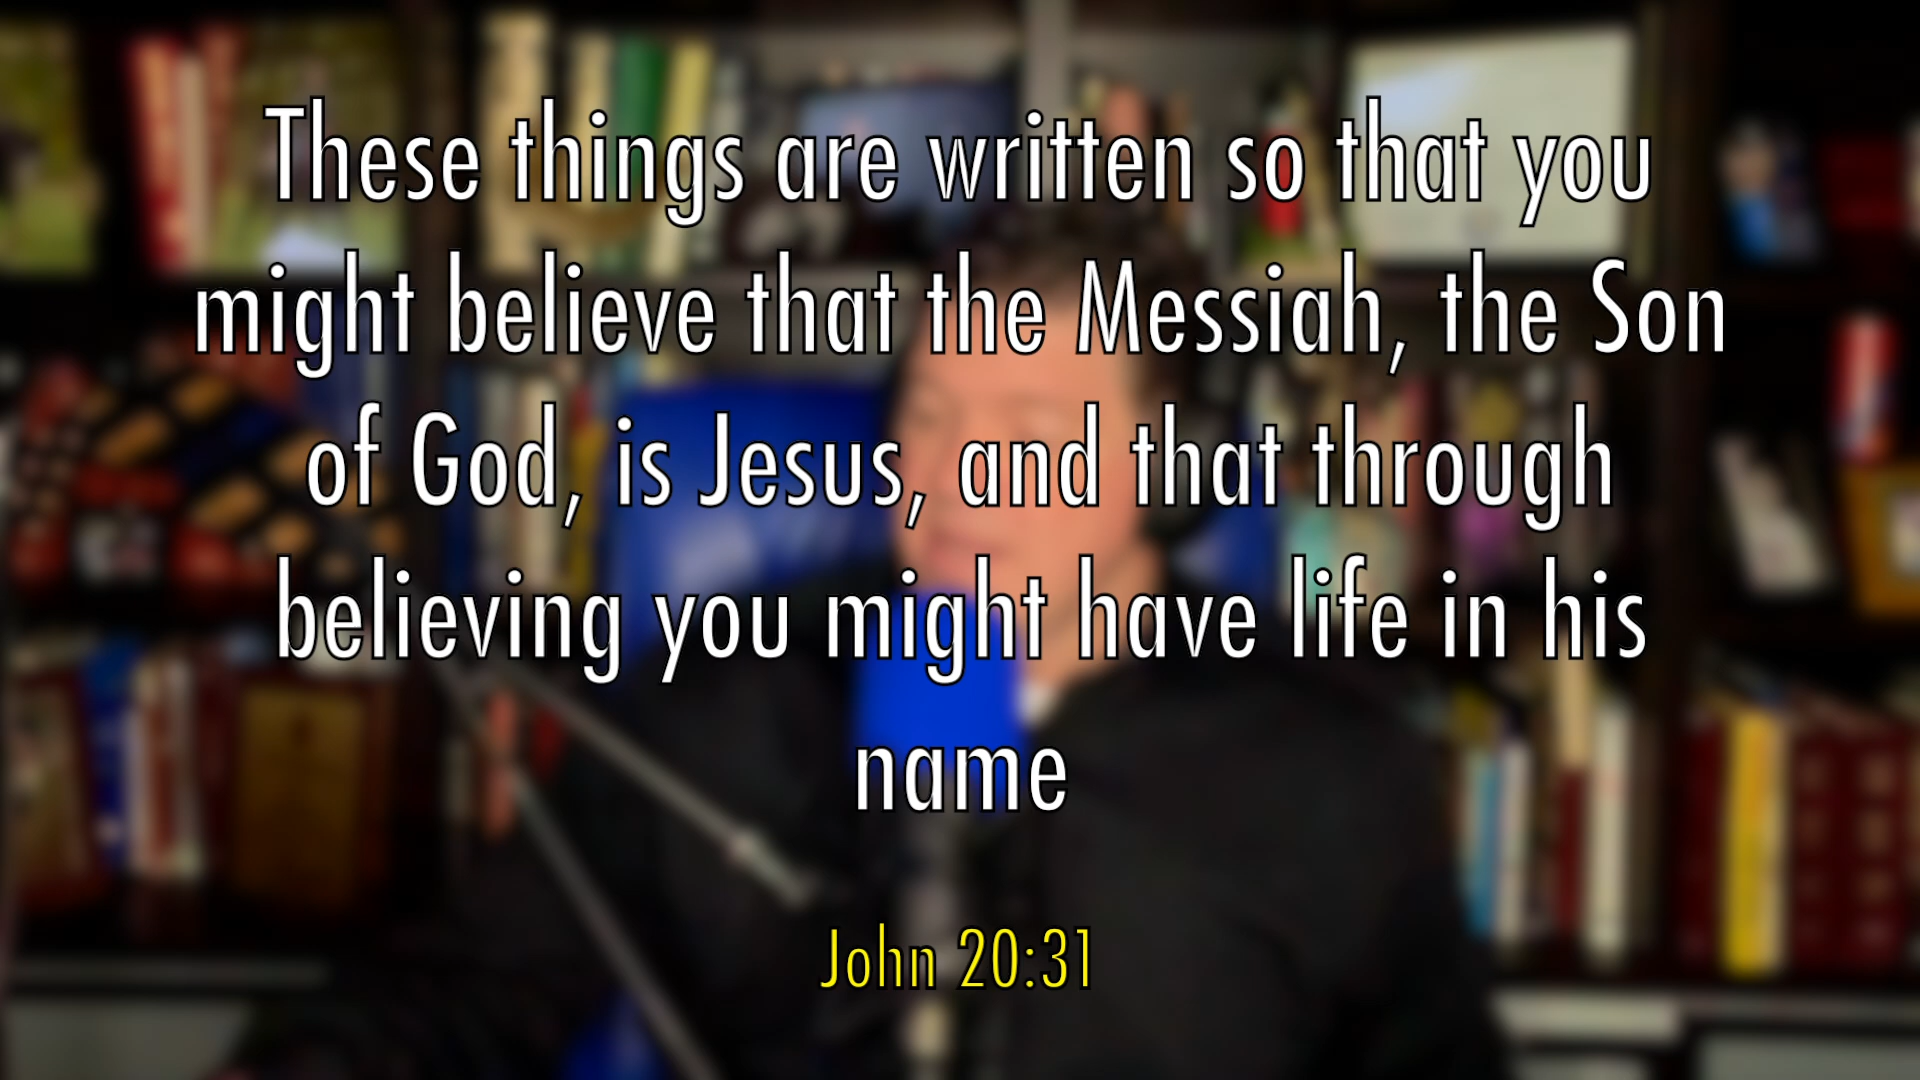 These things are written so that you
might believe that the Messiah, the Son
of God, is Jesus, and that through
believing you might have life in his
name
John 20:31